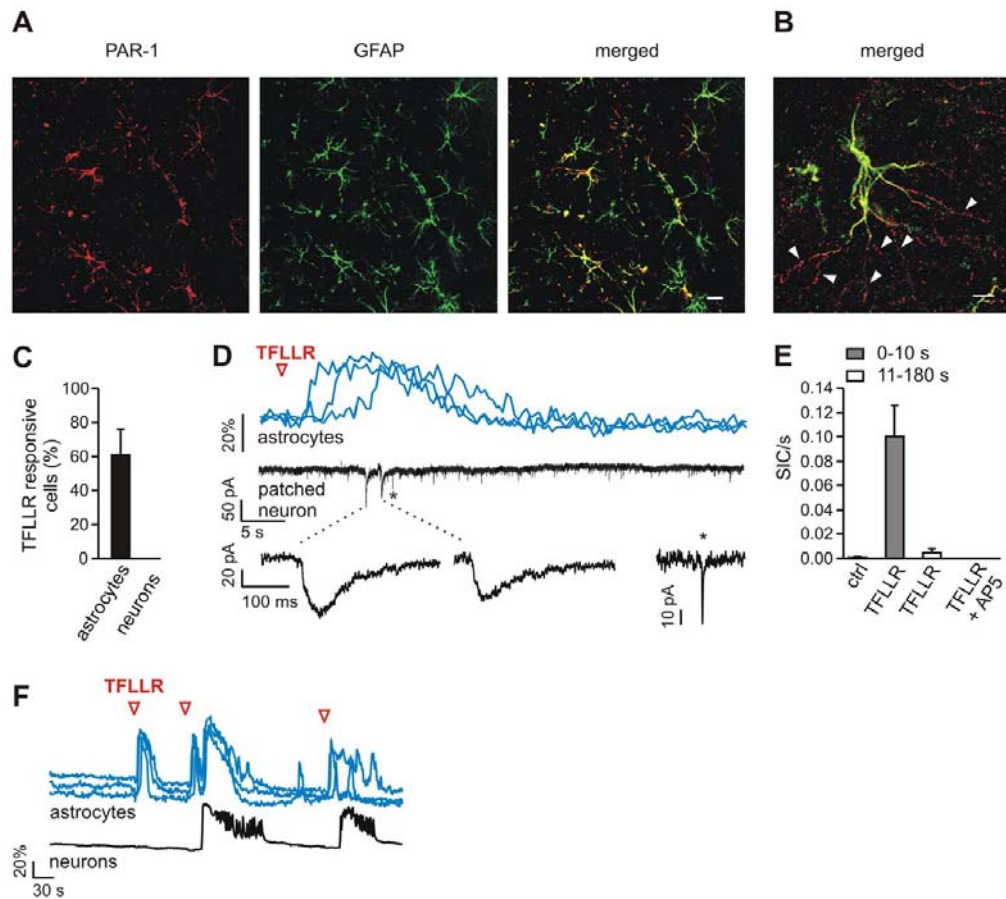 A
PAR-1
GFAP
merged
B
merged
C
TFLLR responsive
cells (%)
100
80
60
40
20
0
astrocytes
neurons
D
TFLLR
20%
astrocytes
50 pA
patched
neuron
*
5 s
20 pA
100 ms
*
10 pA
E
0-10 s
11-180 s
SIC/s
0.14
0.12
0.10
0.08
0.06
0.04
0.02
0.00
ctrl
TFLLR
TFLLR
TFLLR
+ AP5
F
TFLLR
astrocytes
20%
neurons
30 s